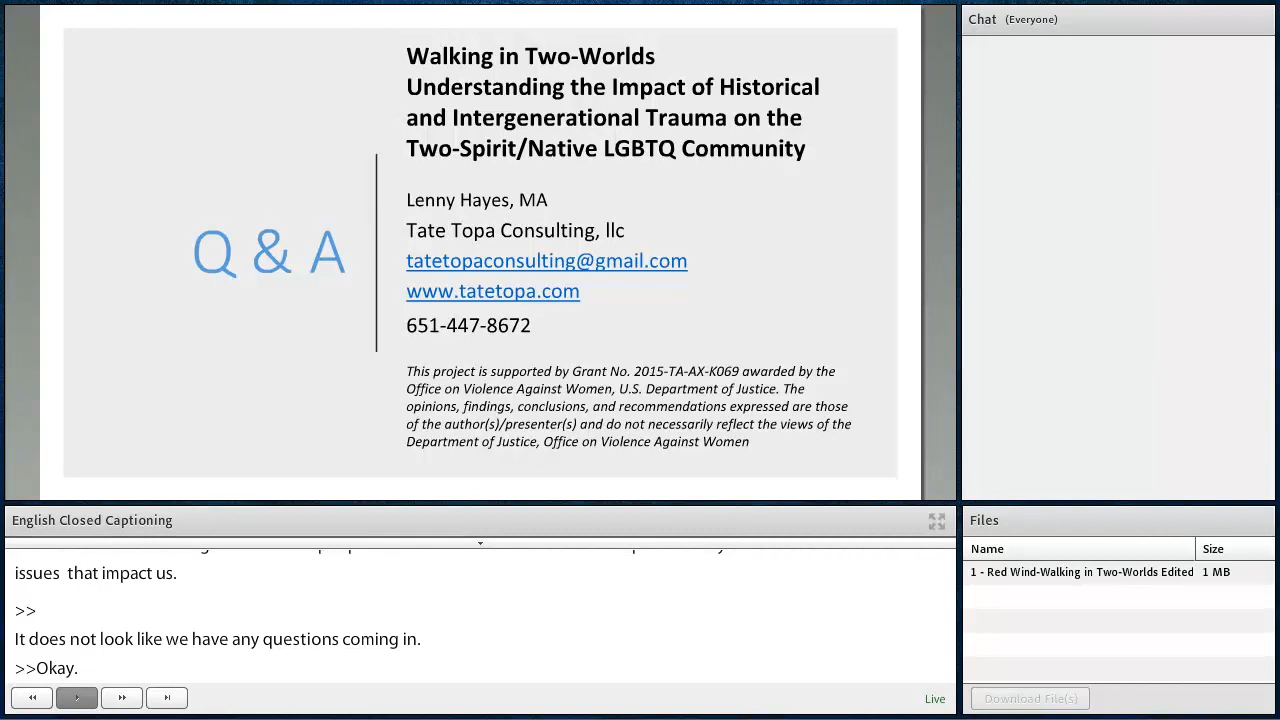 Walking in Two-Worlds
Understanding the Impact of Historical
and Intergenerational Trauma on the
Two-Spirit/Native LGBTQ Community
Q & A
Lenny Hayes, MA
Tate Topa Consulting, llc
tatetopaconsulting@gmail.com
www.tatetopa.com
651-447-8672
This project is supported by Grant No. 2015-TA-AX-K069 awarded by the
Office on Violence Against Women, U.S. Department of Justice. The
opinions, findings, conclusions, and recommendations expressed are those
of the author(s)/presenter(s) and do not necessarily reflect the views of the
Department of Justice, Office on Violence Against Women
Chat (Everyone)
English Closed Captioning
issues that impact us.
>>
It does not look like we have any questions coming in.
>>Okay.
Live
Files
Name Size
1 - Red Wind-Walking in Two-Worlds Edited 1 MB
Download File(s)